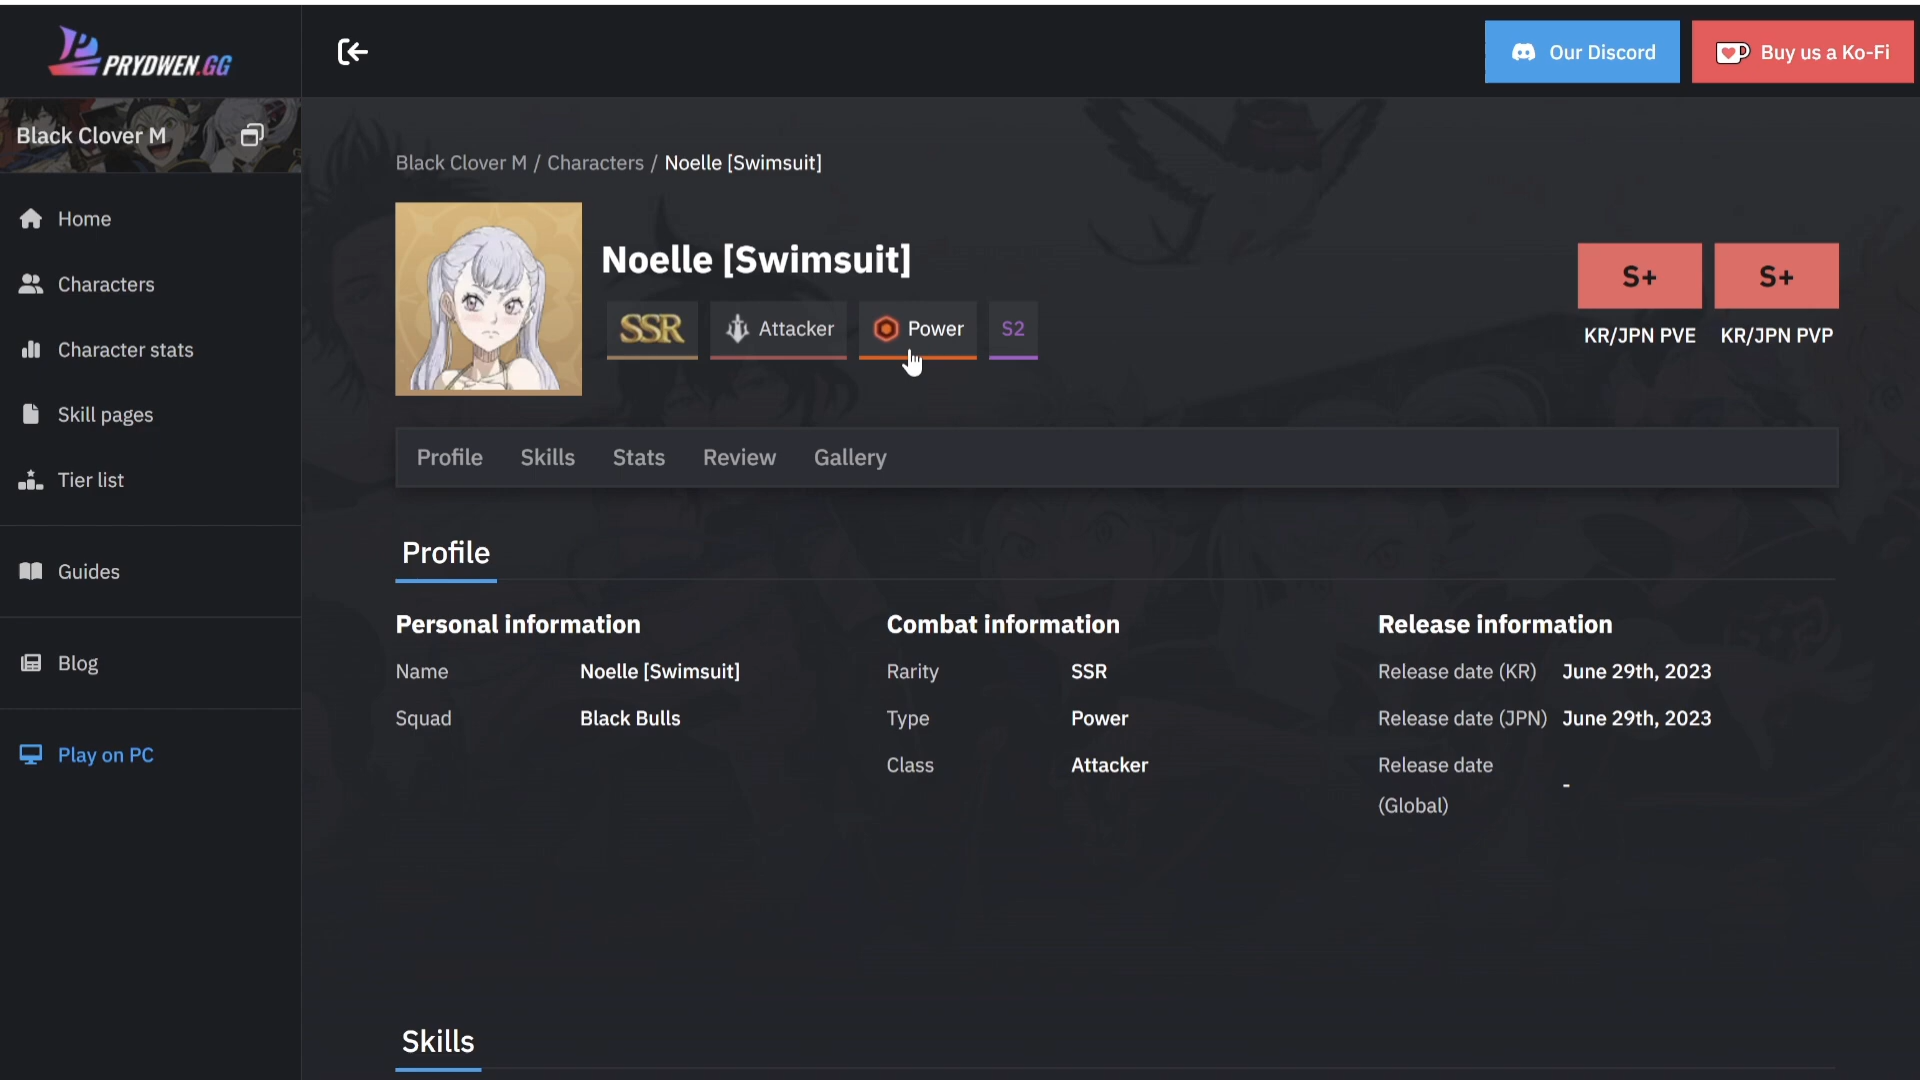 PRYDWEN.GG
Our Discord
Buy us a Ko-Fi
Black Clover M
Home
Characters
Character stats
Skill pages
Tier list
Guides
Blog
Play on PC
Black Clover M / Characters / Noelle [Swimsuit]
Noelle [Swimsuit]
SSR
Attacker
Power
S2
S+
KR/JPN PVE
S+
KR/JPN PVP
Profile
Skills
Stats
Review
Gallery
Profile
Personal information
Name Noelle [Swimsuit]
Squad Black Bulls
Combat information
Rarity SSR
Type Power
Class Attacker
Release information
Release date (KR) June 29th, 2023
Release date (JPN) June 29th, 2023
Release date -
(Global)
Skills